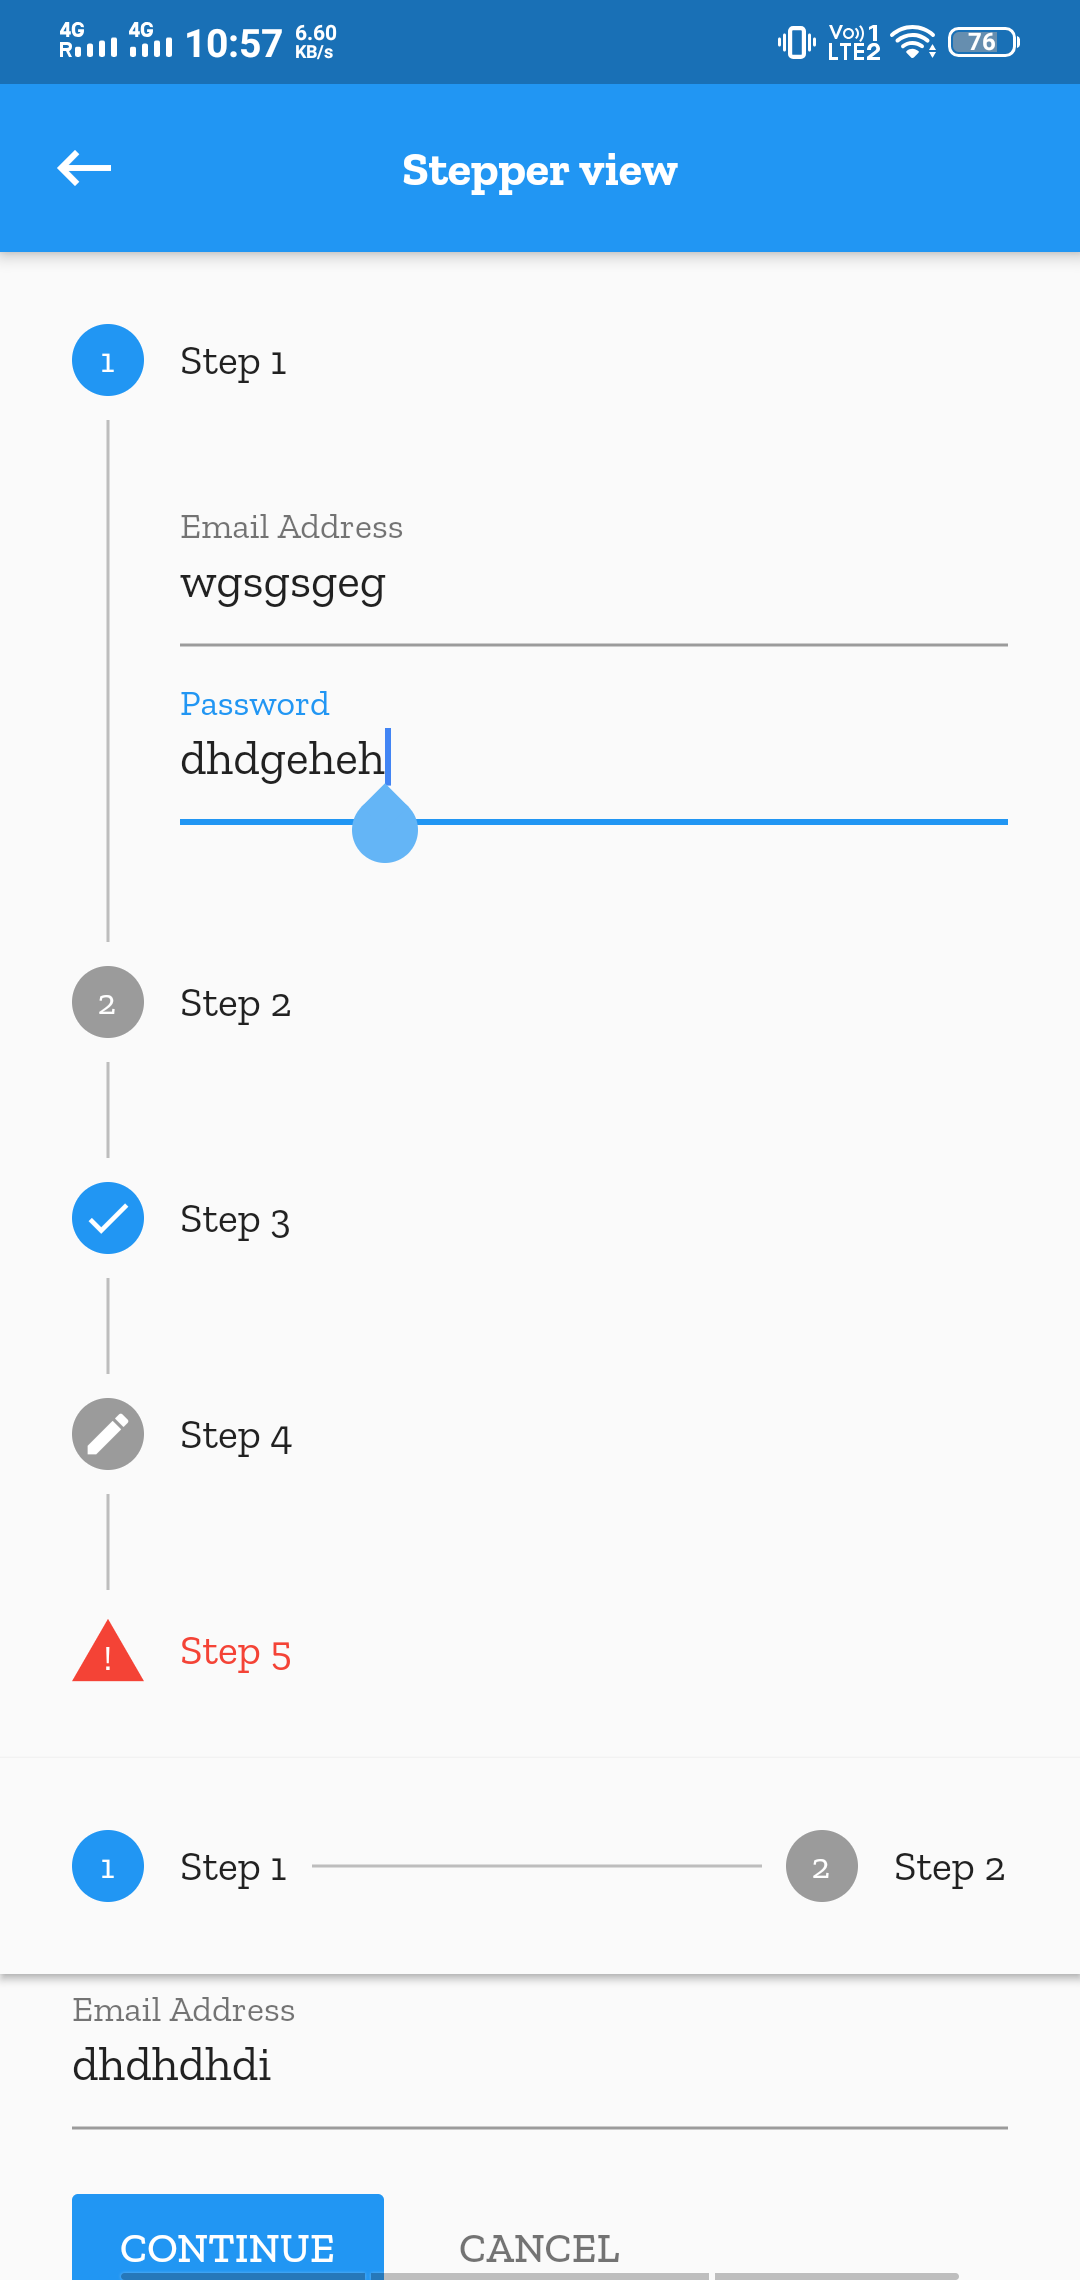 4G 4G 10:57 6.60 Vo)) 1 76
R KB/s LTE2
Stepper view
1 Step 1
Email Address
wgsgsgeg
Password
dhdgeheh
2 Step 2
Step 3
Step 4
! Step 5
1 Step 1 2 Step 2
Email Address
dhdhdhdi
CONTINUE CANCEL